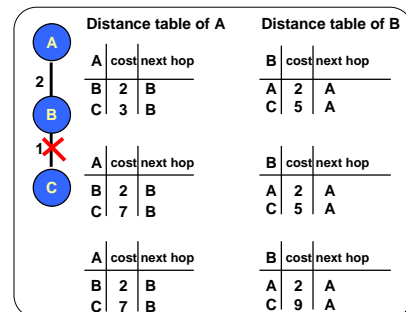 Distance table of A
Distance table of B
A
2
B
1
C
A cost next hop
B 2 B
C 3 B
B cost next hop
A 2 A
C 5 A
A cost next hop
B 2 B
C 7 B
B cost next hop
A 2 A
C 5 A
A cost next hop
B 2 B
C 7 B
B cost next hop
A 2 A
C 9 A